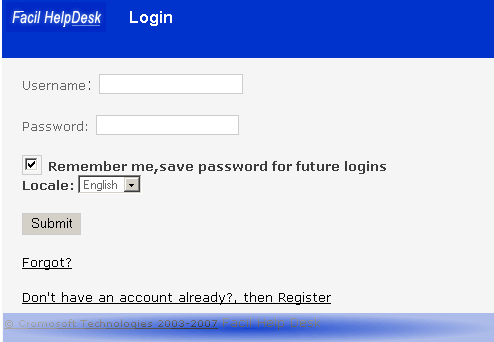 Facil HelpDesk Login
Username:
Password:
Remember me,save password for future logins
Locale: English
Submit
Forgot?
Don't have an account already?, then Register
© Cromosoft Technologies 2003-2007